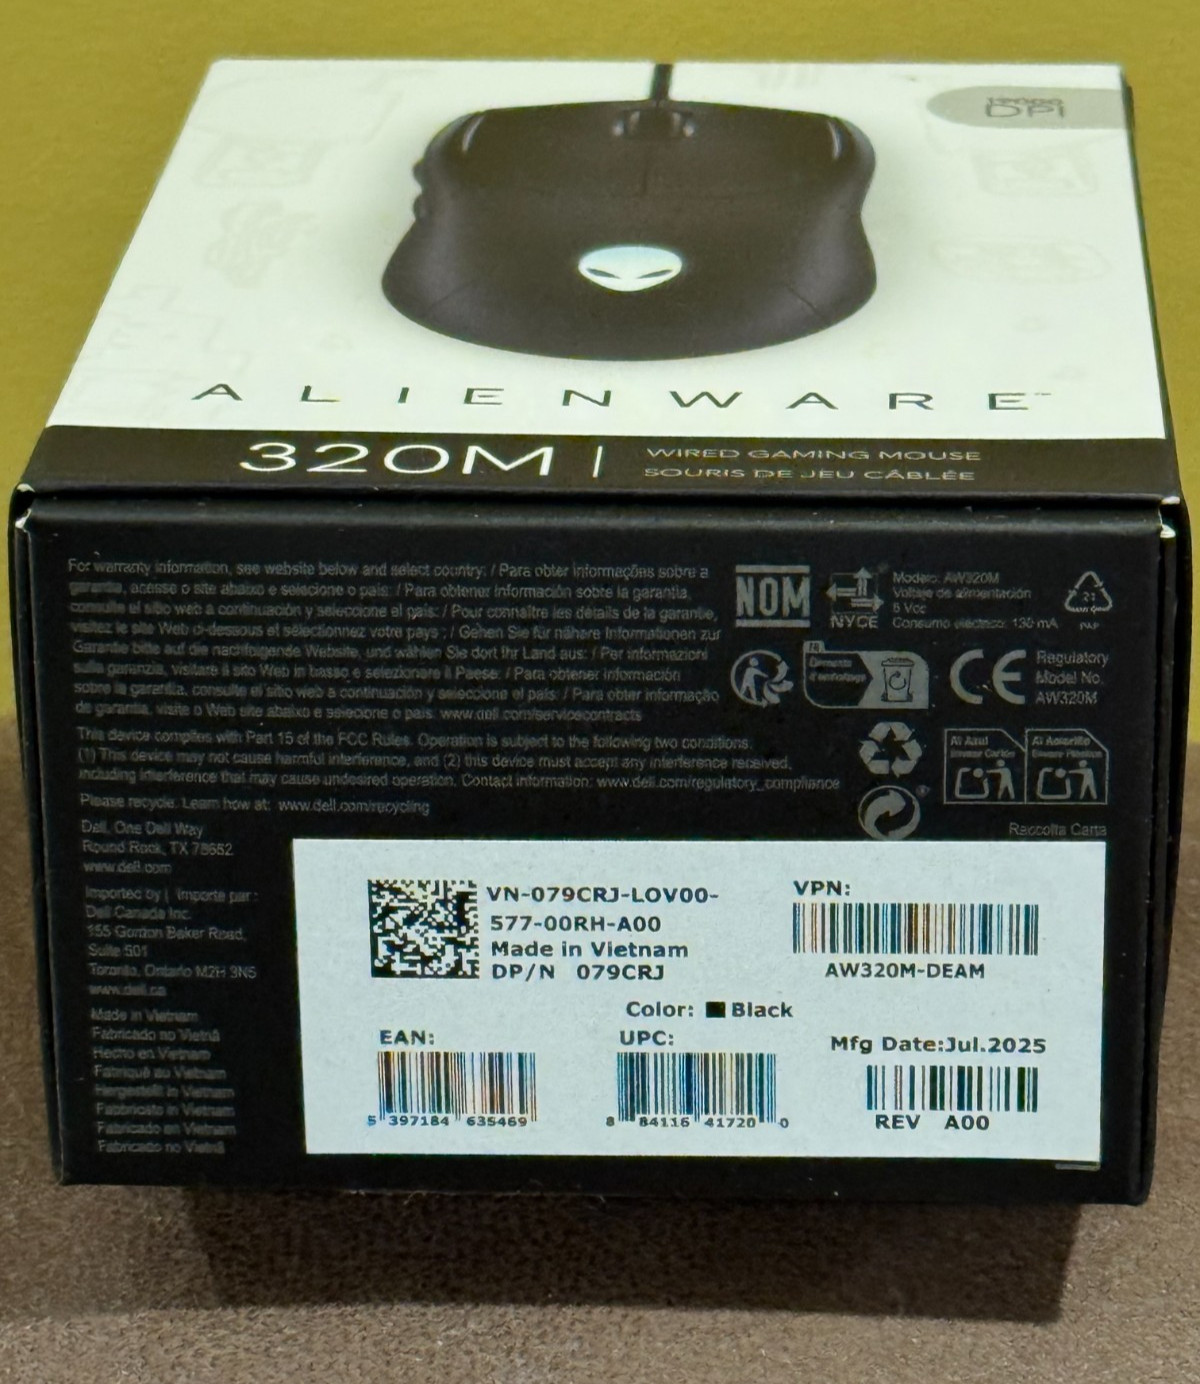 DPI
ALIENWARE™
320M | WIRED GAMING MOUSE
SOURIS DE JEU CÂBLÉE
For warranty information, see website below and select country: / Para obter informações sobre a
garantia, acesse o site abaixo e selecione o país: / Para obtener información sobre la garantía,
consulte el sitio web a continuación y seleccione el país: / Pour connaître les détails de la garantie,
visitez le site Web ci-dessous et sélectionnez votre pays : / Gehen Sie für nähere Informationen zur
Garantie bitte auf die nachfolgende Website, und wählen Sie dort Ihr Land aus: / Per informazioni
sulla garanzia, visitare il sito Web in basso e selezionare il Paese: / Para obtener información
sobre la garantía, consulte el sitio web a continuación y seleccione el país: / Para obter informação
de garantia, visite o Web site abaixo e selecione o país: www.dell.com/servicecontracts
This device complies with Part 15 of the FCC Rules. Operation is subject to the following two conditions.
(1) This device may not cause harmful interference, and (2) this device must accept any interference received,
including interference that may cause undesired operation. Contact information: www.dell.com/regulatory_compliance
Please recycle. Learn how at: www.dell.com/recycling
Dell, One Dell Way
Round Rock, TX 78682
www.dell.com
Imported by | Importé par :
Dell Canada Inc.
155 Gordon Baker Road,
Suite 501
Toronto, Ontario M2H 3N5
www.dell.ca
Made in Vietnam
Fabricado no Vietnã
Hecho en Vietnam
Fabriqué au Vietnam
Hergestellt in Vietnam
Fabbricato in Vietnam
Fabricado en Vietnam
Fabricado no Vietnã
NOM
NYCE
Modelo: AW320M
Voltaje de alimentación
5 Vcc
Consumo eléctrico: 130 mA
21
PAP
FR
CE
Regulatory
Model No.
AW320M
Al Azul
Al Amarillo
Raccolta Carta
VN-079CRJ-LOV00-
577-00RH-A00
Made in Vietnam
DP/N 079CRJ
VPN:
AW320M-DEAM
Color: Black
EAN:
5 397184 635469
UPC:
8 84116 41720 0
Mfg Date:Jul.2025
REV A00